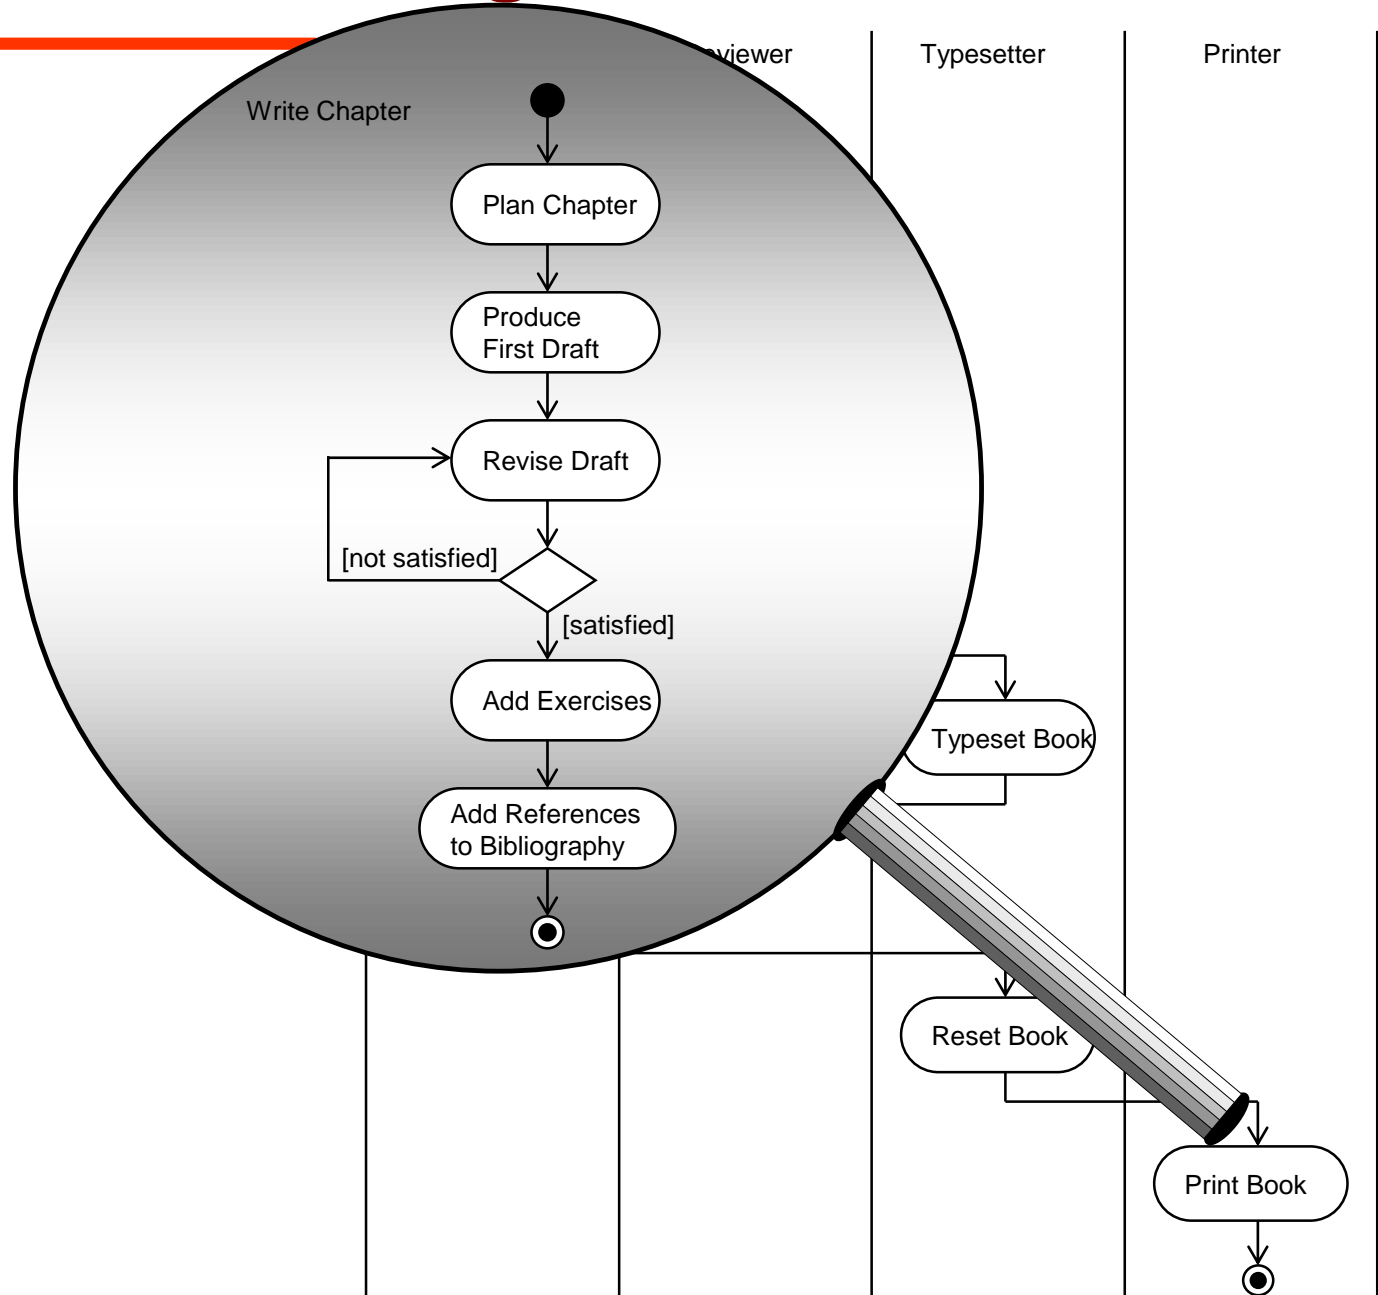 eviewer
Typesetter
Printer
Write Chapter
Plan Chapter
Produce
First Draft
Revise Draft
[not satisfied]
[satisfied]
Add Exercises
Typeset Book
Add References
to Bibliography
Reset Book
Print Book